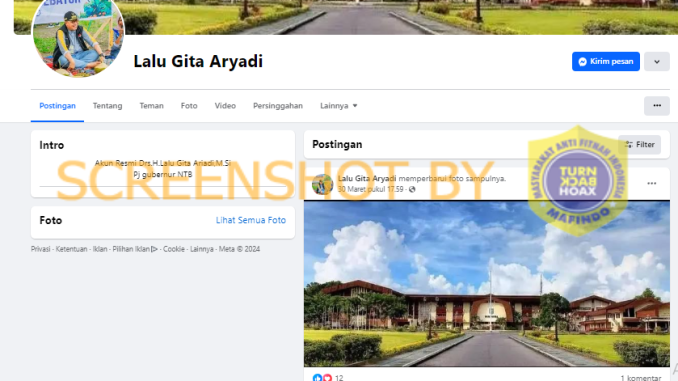 Lalu Gita Aryadi
Kirim pesan
Postingan Tentang Teman Foto Video Persinggahan Lainnya
Intro
Akun Resmi Drs.H.Lalu Gita Ariadi,M.Si
Pj gubernur NTB
Foto
Lihat Semua Foto
Privasi · Ketentuan · Iklan · Pilihan Iklan · Cookie · Lainnya · Meta © 2024
Postingan
Filter
Lalu Gita Aryadi memperbarui foto sampulnya.
30 Maret pukul 17.59 ·
12
1 komentar
SCREENSHOT BY
MASYARAKAT ANTI FITNAH INDONESIA
TURN
BACK
HOAX
MAFINDO